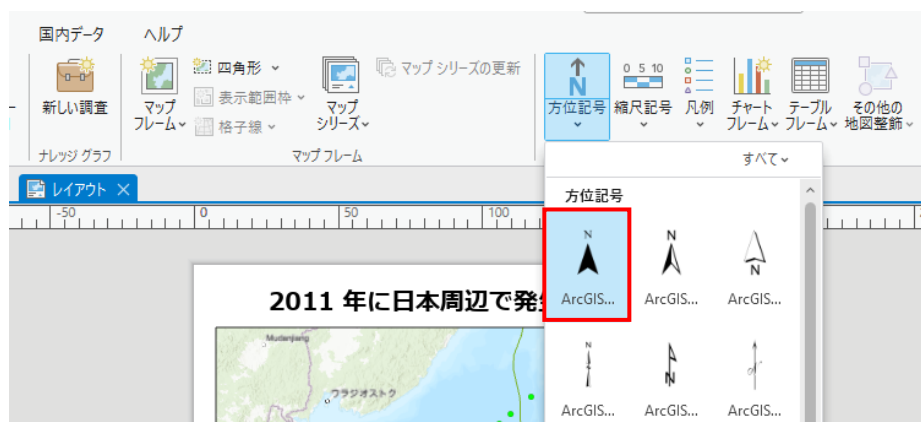 国内データ ヘルプ
新しい調査
ナレッジ グラフ
マップ
フレーム
四角形
表示範囲枠
格子線
マップ
シリーズ
マップ シリーズの更新
マップ フレーム
N
方位記号
0 5 10
縮尺記号
凡例
チャート
フレーム
テーブル
フレーム
その他の
地図整飾
すべて
レイアウト
-50 0 50 100
方位記号
N N N
ArcGIS... ArcGIS... ArcGIS...
N N
ArcGIS... ArcGIS... ArcGIS...
2011 年に日本周辺で発
Mudanjiang
ウラジオストク